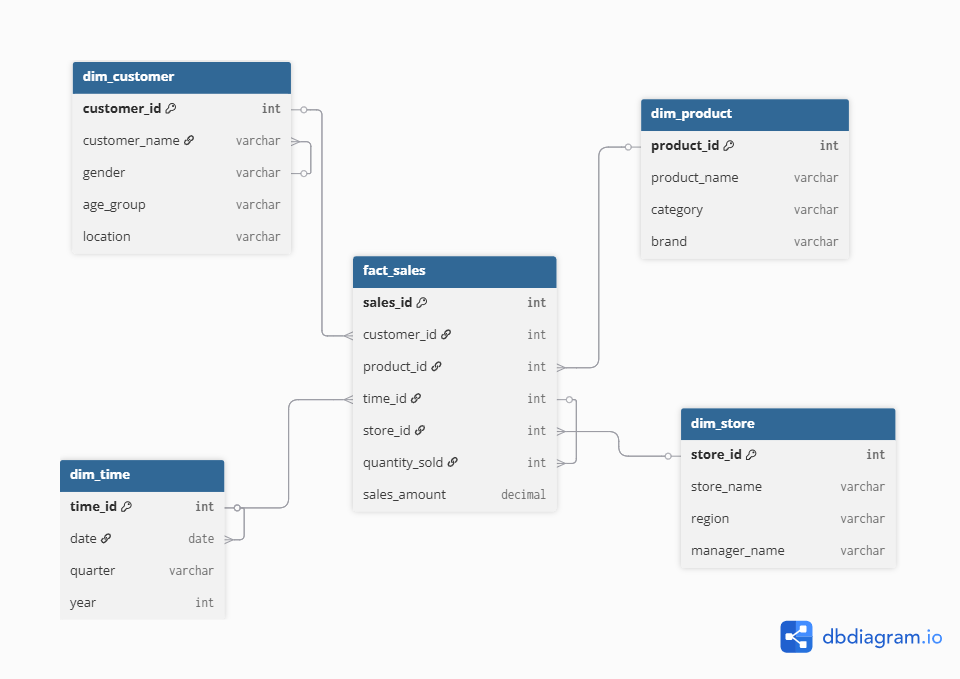 dim_customer
customer_id int
customer_name varchar
gender varchar
age_group varchar
location varchar
dim_product
product_id int
product_name varchar
category varchar
brand varchar
fact_sales
sales_id int
customer_id int
product_id int
time_id int
store_id int
quantity_sold int
sales_amount decimal
dim_store
store_id int
store_name varchar
region varchar
manager_name varchar
dim_time
time_id int
date date
quarter varchar
year int
dbdiagram.io